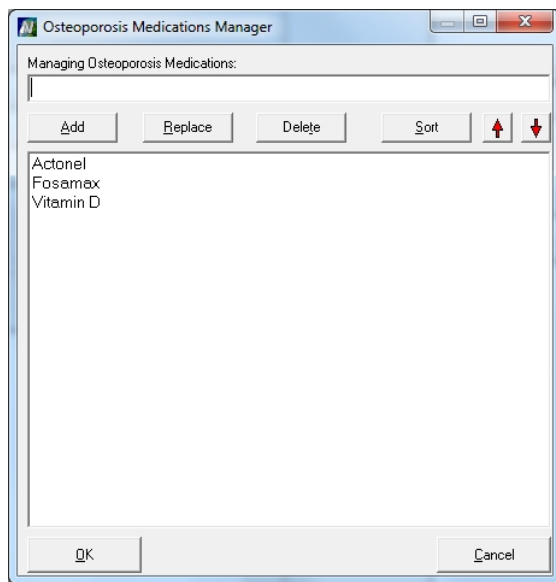 Osteoporosis Medications Manager
Managing Osteoporosis Medications:
Add Replace Delete Sort
Actonel
Fosamax
Vitamin D
OK Cancel